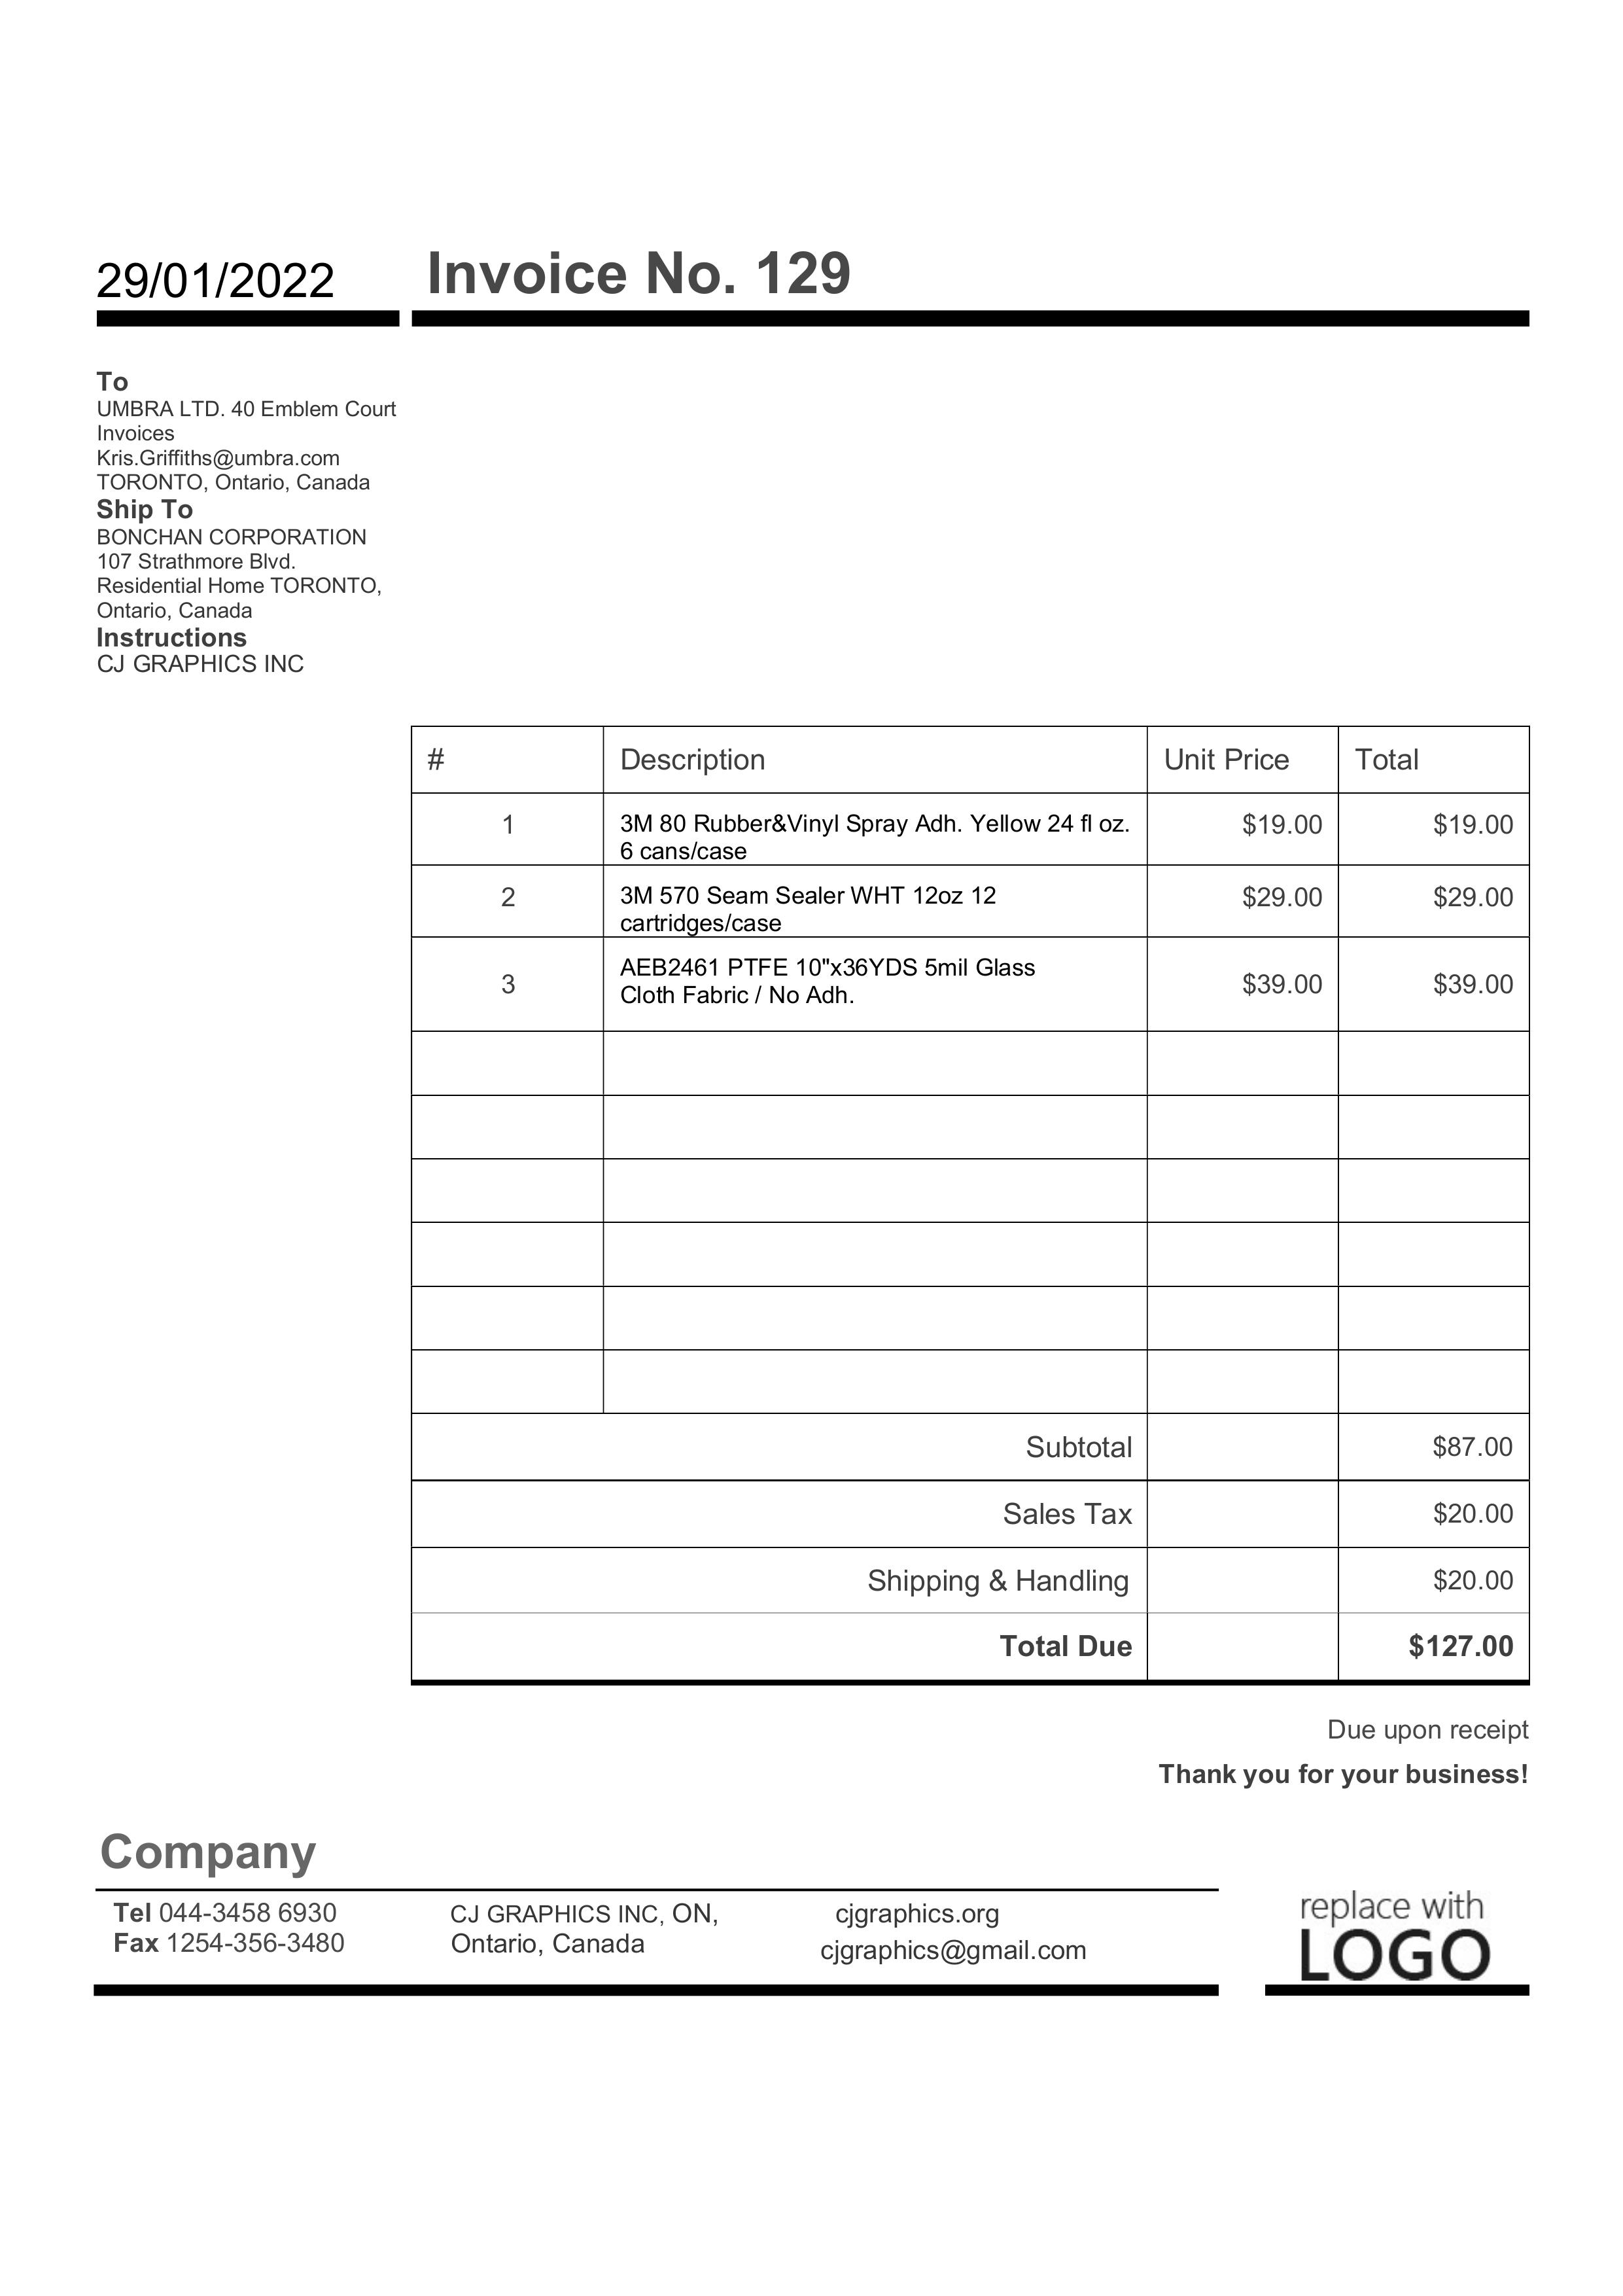 29/01/2022
Invoice No. 129
To
UMBRA LTD. 40 Emblem Court
Invoices
Kris.Griffiths@umbra.com
TORONTO, Ontario, Canada
Ship To
BONCHAN CORPORATION
107 Strathmore Blvd.
Residential Home TORONTO,
Ontario, Canada
Instructions
CJ GRAPHICS INC
# Description Unit Price Total
1 3M 80 Rubber&Vinyl Spray Adh. Yellow 24 fl oz. $19.00 $19.00
6 cans/case
2 3M 570 Seam Sealer WHT 12oz 12 $29.00 $29.00
cartridges/case
3 AEB2461 PTFE 10"x36YDS 5mil Glass $39.00 $39.00
Cloth Fabric / No Adh.
Subtotal $87.00
Sales Tax $20.00
Shipping & Handling $20.00
Total Due $127.00
Due upon receipt
Thank you for your business!
Company
Tel 044-3458 6930
Fax 1254-356-3480
CJ GRAPHICS INC, ON,
Ontario, Canada
cjgraphics.org
cjgraphics@gmail.com
replace with
LOGO